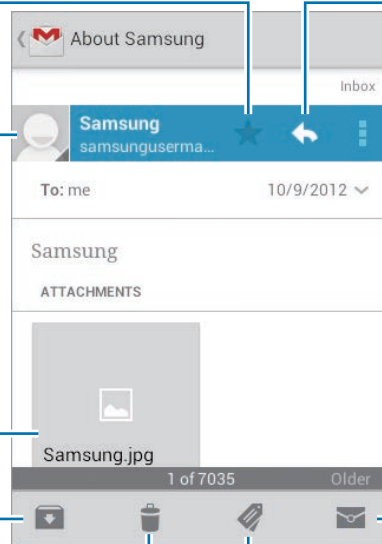 About Samsung
Inbox
Samsung
samsunguserma...
To: me 10/9/2012
Samsung
ATTACHMENTS
Samsung.jpg
1 of 7035 Older